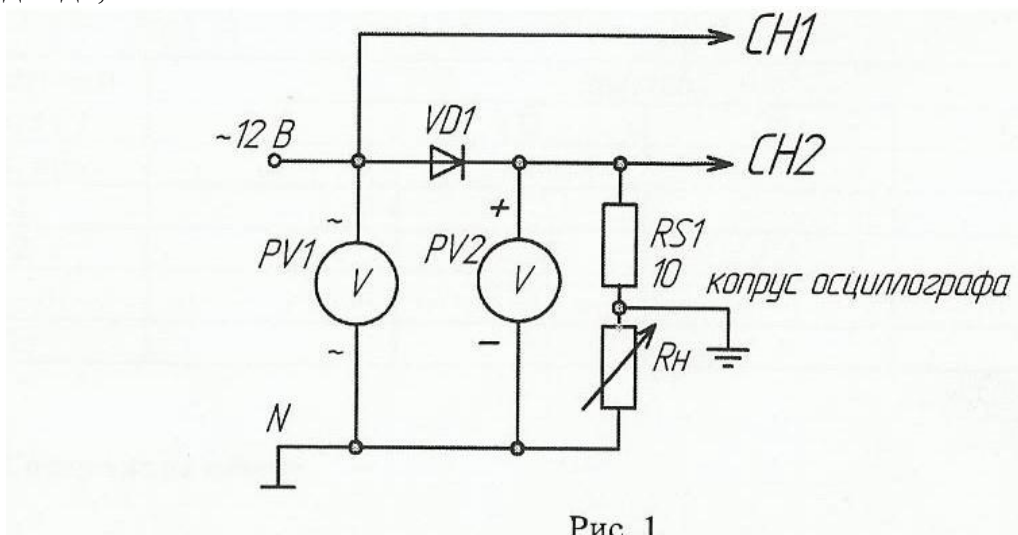 CH1
~12 В
VD1
CH2
~
+
PV1
V
PV2
V
RS1
10
копрус осциллографа
~
−
Rн
N
Рис. 1